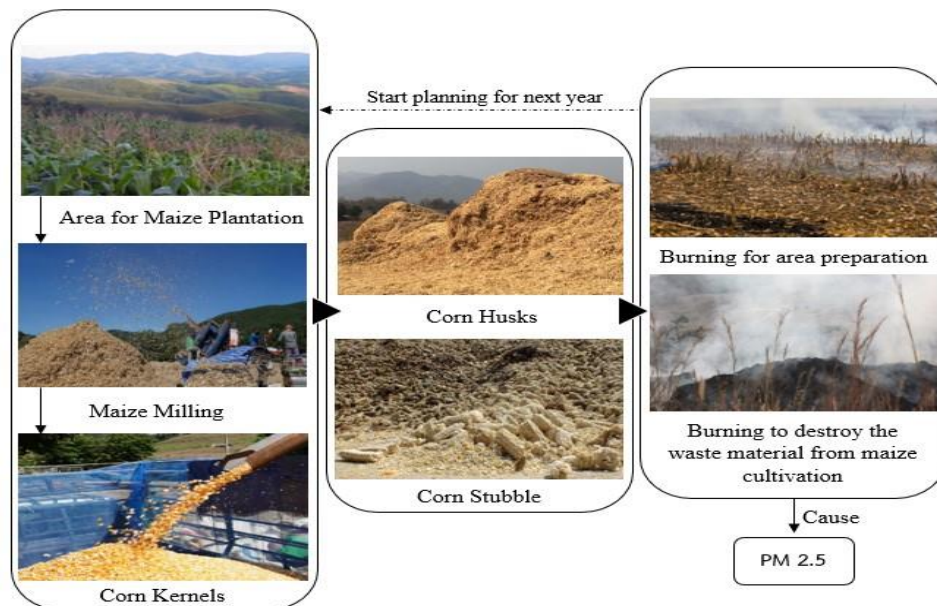 Start planning for next year
Area for Maize Plantation
Maize Milling
Corn Kernels
Corn Husks
Corn Stubble
Burning for area preparation
Burning to destroy the
waste material from maize
cultivation
Cause
PM 2.5